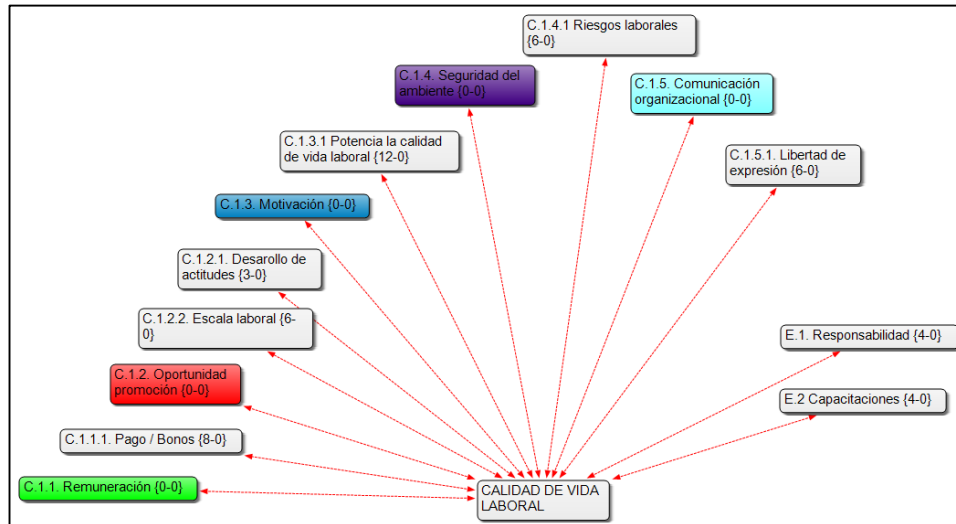 C.1.4.1 Riesgos laborales
{6-0}
C.1.4. Seguridad del
ambiente {0-0}
C.1.5. Comunicación
organizacional {0-0}
C.1.3.1 Potencia la calidad
de vida laboral {12-0}
C.1.5.1. Libertad de
expresión {6-0}
C.1.3. Motivación {0-0}
C.1.2.1. Desarollo de
actitudes {3-0}
C.1.2.2. Escala laboral {6-
0}
E.1. Responsabilidad {4-0}
C.1.2. Oportunidad
promoción {0-0}
E.2 Capacitaciones {4-0}
C.1.1.1. Pago / Bonos {8-0}
C.1.1. Remuneración {0-0}
CALIDAD DE VIDA
LABORAL